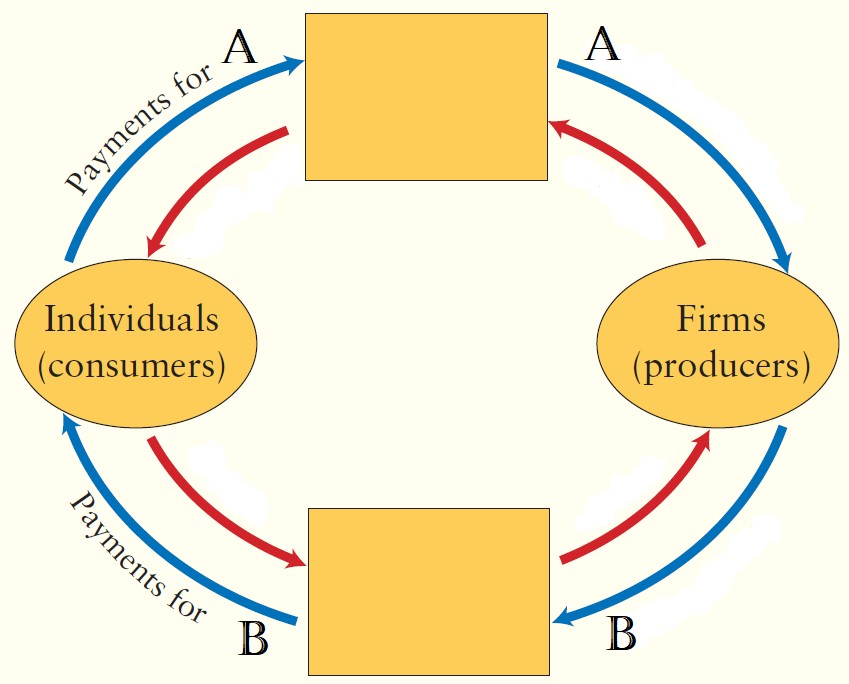 A
A
Payments for
Individuals
(consumers)
Firms
(producers)
Payments for
B
B